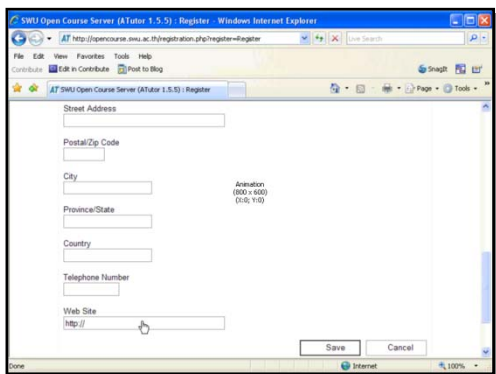 SWU Open Course Server (ATutor 1.5.5) : Register - Windows Internet Explorer
http://opencourse.swu.ac.th/registration.php?register=Register
Live Search
File Edit View Favorites Tools Help
Contribute Edit in Contribute Post to Blog
SnagIt
SWU Open Course Server (ATutor 1.5.5) : Register
Page Tools
Street Address
Postal/Zip Code
City
Animation
(800 x 600)
(X:0; Y:0)
Province/State
Country
Telephone Number
Web Site
http://
Save Cancel
Done Internet 100%